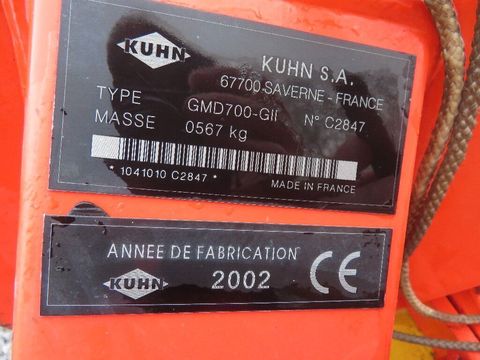 KUHN
KUHN S.A.
67700 SAVERNE - FRANCE
TYPE GMD700-GII N° C2847
MASSE 0567 kg
* 1041010 C2847 *
MADE IN FRANCE
ANNEE DE FABRICATION
KUHN 2002 CE